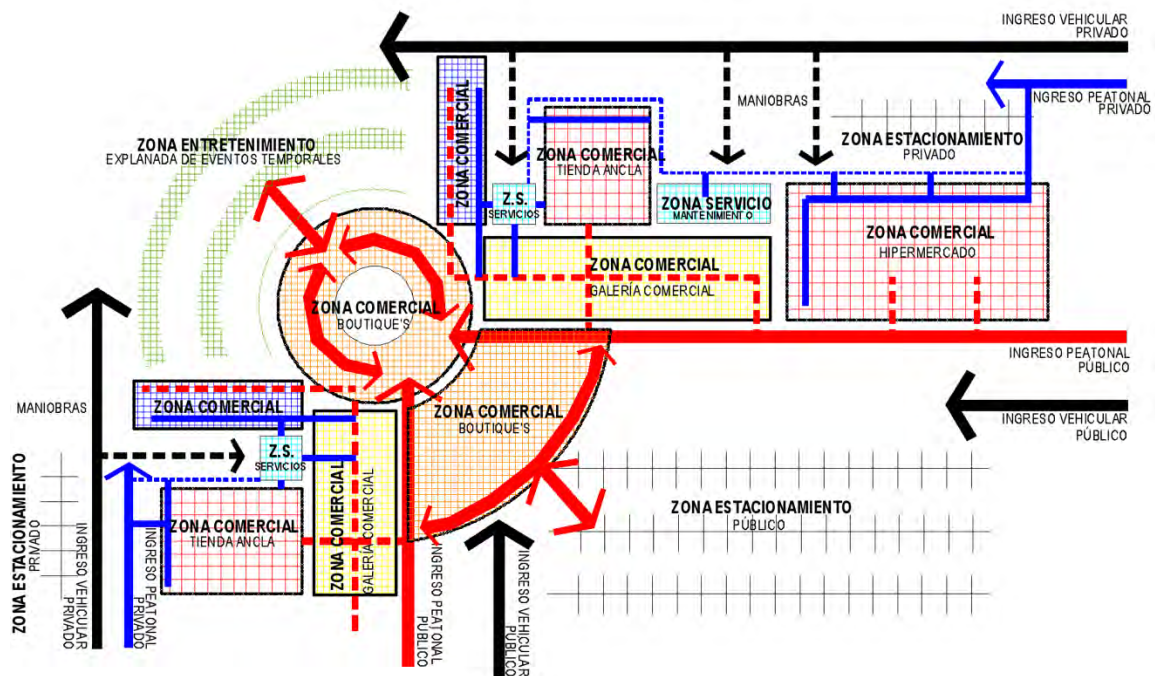 INGRESO VEHICULAR
PRIVADO
INGRESO PEATONAL
PRIVADO
MANIOBRAS
ZONA ESTACIONAMIENTO
PRIVADO
ZONA COMERCIAL
ZONA ENTRETENIMIENTO
EXPLANADA DE EVENTOS TEMPORALES
ZONA COMERCIAL
TIENDA ANCLA
Z.S.
SERVICIOS
ZONA SERVICIO
MANTENIMIENTO
ZONA COMERCIAL
HIPERMERCADO
ZONA COMERCIAL
GALERÍA COMERCIAL
ZONA COMERCIAL
BOUTIQUE'S
INGRESO PEATONAL
PÚBLICO
INGRESO VEHICULAR
PÚBLICO
MANIOBRAS
ZONA COMERCIAL
ZONA COMERCIAL
BOUTIQUE'S
Z.S.
SERVICIOS
ZONA COMERCIAL
GALERÍA COMERCIAL
ZONA COMERCIAL
TIENDA ANCLA
ZONA ESTACIONAMIENTO
PÚBLICO
ZONA ESTACIONAMIENTO
PRIVADO
INGRESO VEHICULAR
PRIVADO
INGRESO PEATONAL
PRIVADO
INGRESO PEATONAL
PÚBLICO
INGRESO VEHICULAR
PÚBLICO